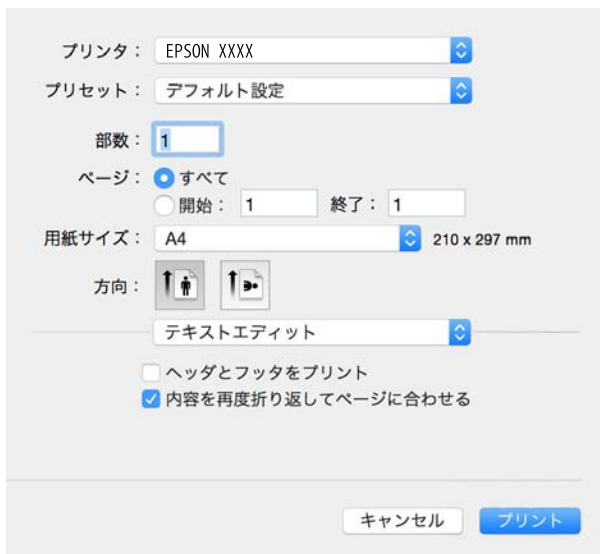 プリンタ： EPSON XXXX
プリセット： デフォルト設定
部数： 1
ページ： すべて
開始： 1 終了： 1
用紙サイズ： A4 210 x 297 mm
方向：
テキストエディット
ヘッダとフッタをプリント
内容を再度折り返してページに合わせる
キャンセル プリント